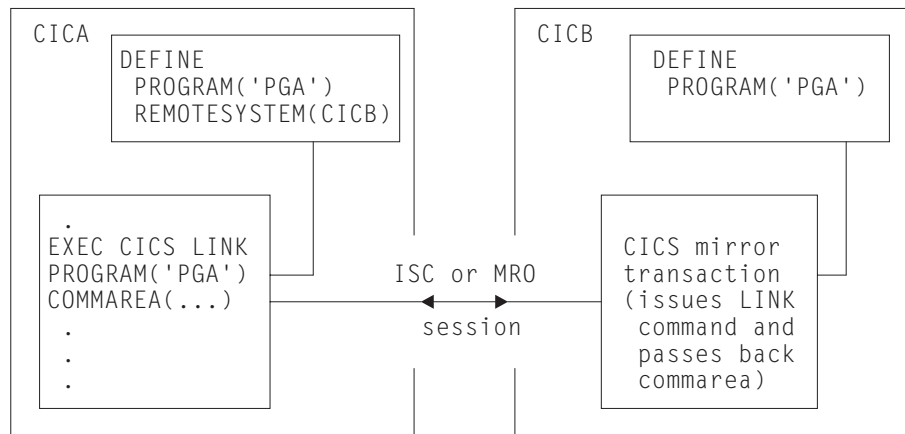 CICA
DEFINE
PROGRAM('PGA')
REMOTESYSTEM(CICB)
.
EXEC CICS LINK
PROGRAM('PGA')
COMMAREA(...)
.
.
.
ISC or MRO
session
CICB
DEFINE
PROGRAM('PGA')
CICS mirror
transaction
(issues LINK
command and
passes back
commarea)